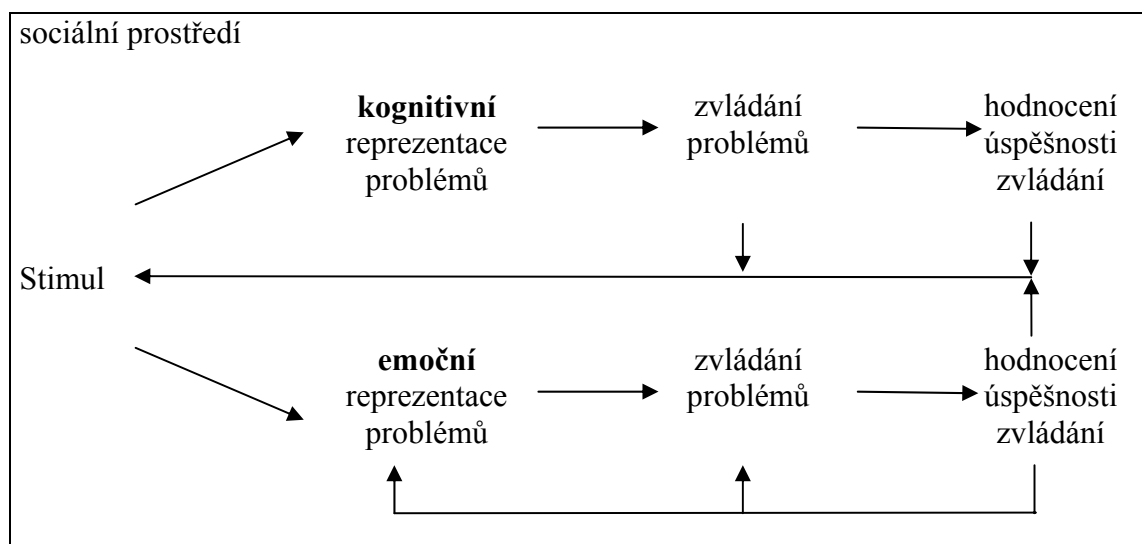 sociální prostředí
kognitivní
reprezentace
problémů
zvládání
problémů
hodnocení
úspěšnosti
zvládání
Stimul
emoční
reprezentace
problémů
zvládání
problémů
hodnocení
úspěšnosti
zvládání